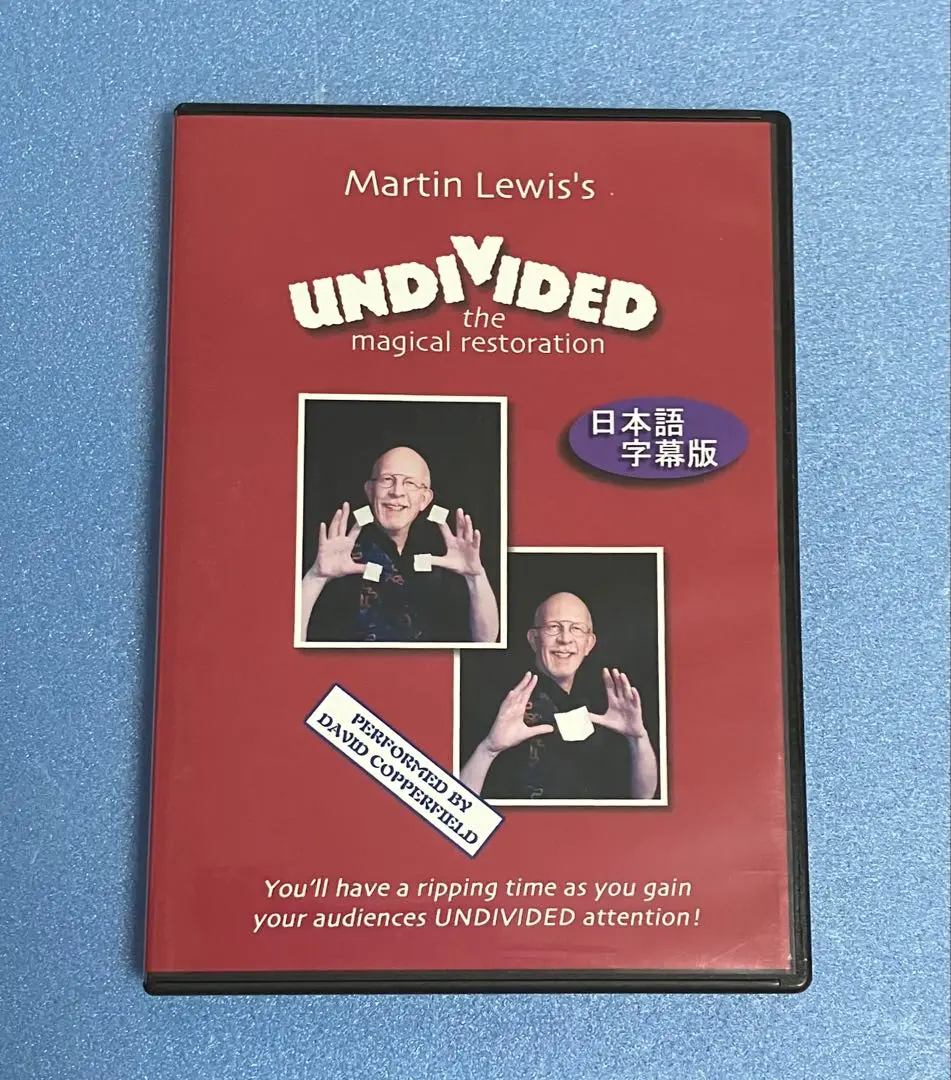 Martin Lewis's
UNDIVIDED
the
magical restoration
日本語
字幕版
PERFORMED BY
DAVID COPPERFIELD
You'll have a ripping time as you gain
your audiences UNDIVIDED attention!